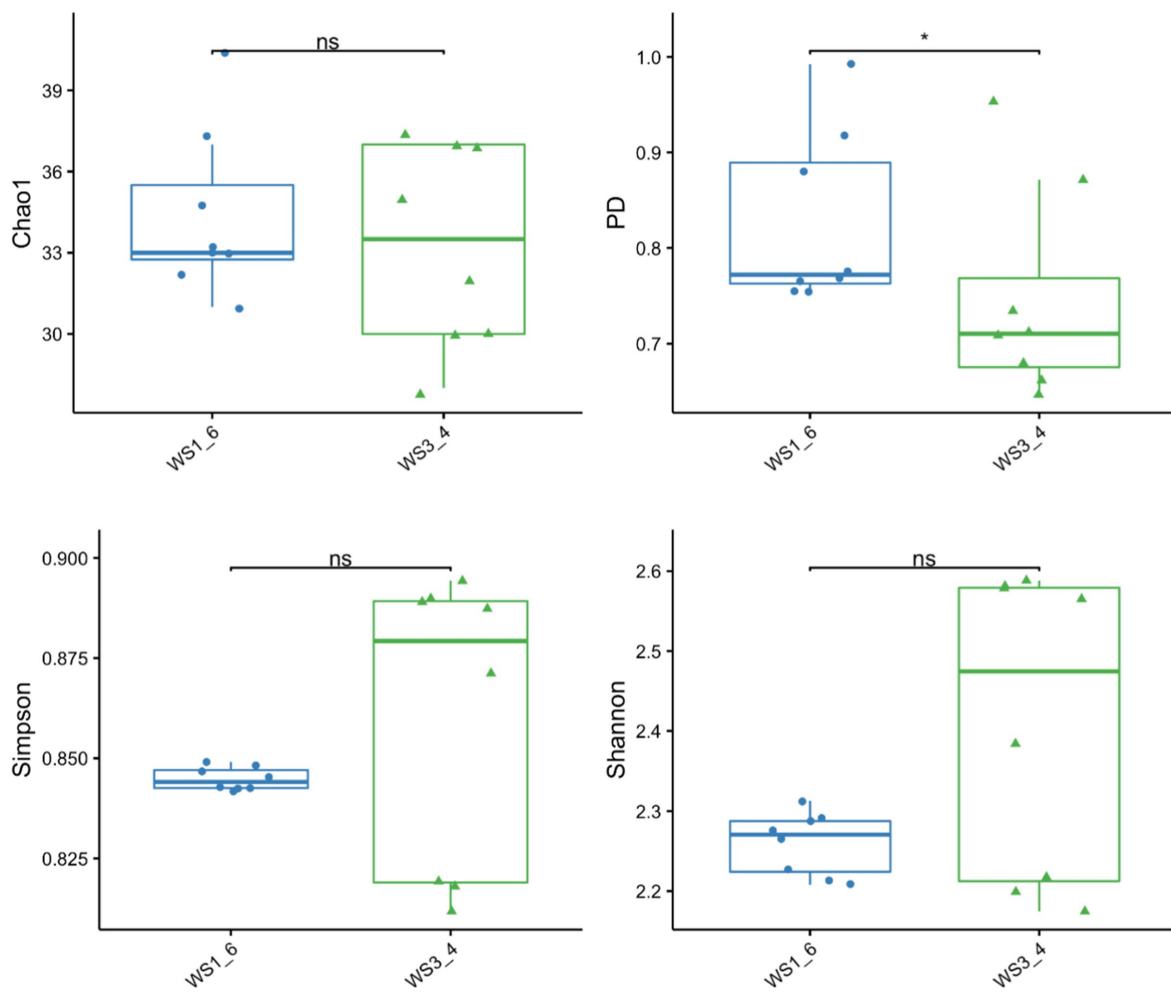 ns
Chao1
39
36
33
30
WS1_6
WS3_4
*
PD
1.0
0.9
0.8
0.7
WS1_6
WS3_4
ns
Simpson
0.900
0.875
0.850
0.825
WS1_6
WS3_4
ns
Shannon
2.6
2.5
2.4
2.3
2.2
WS1_6
WS3_4